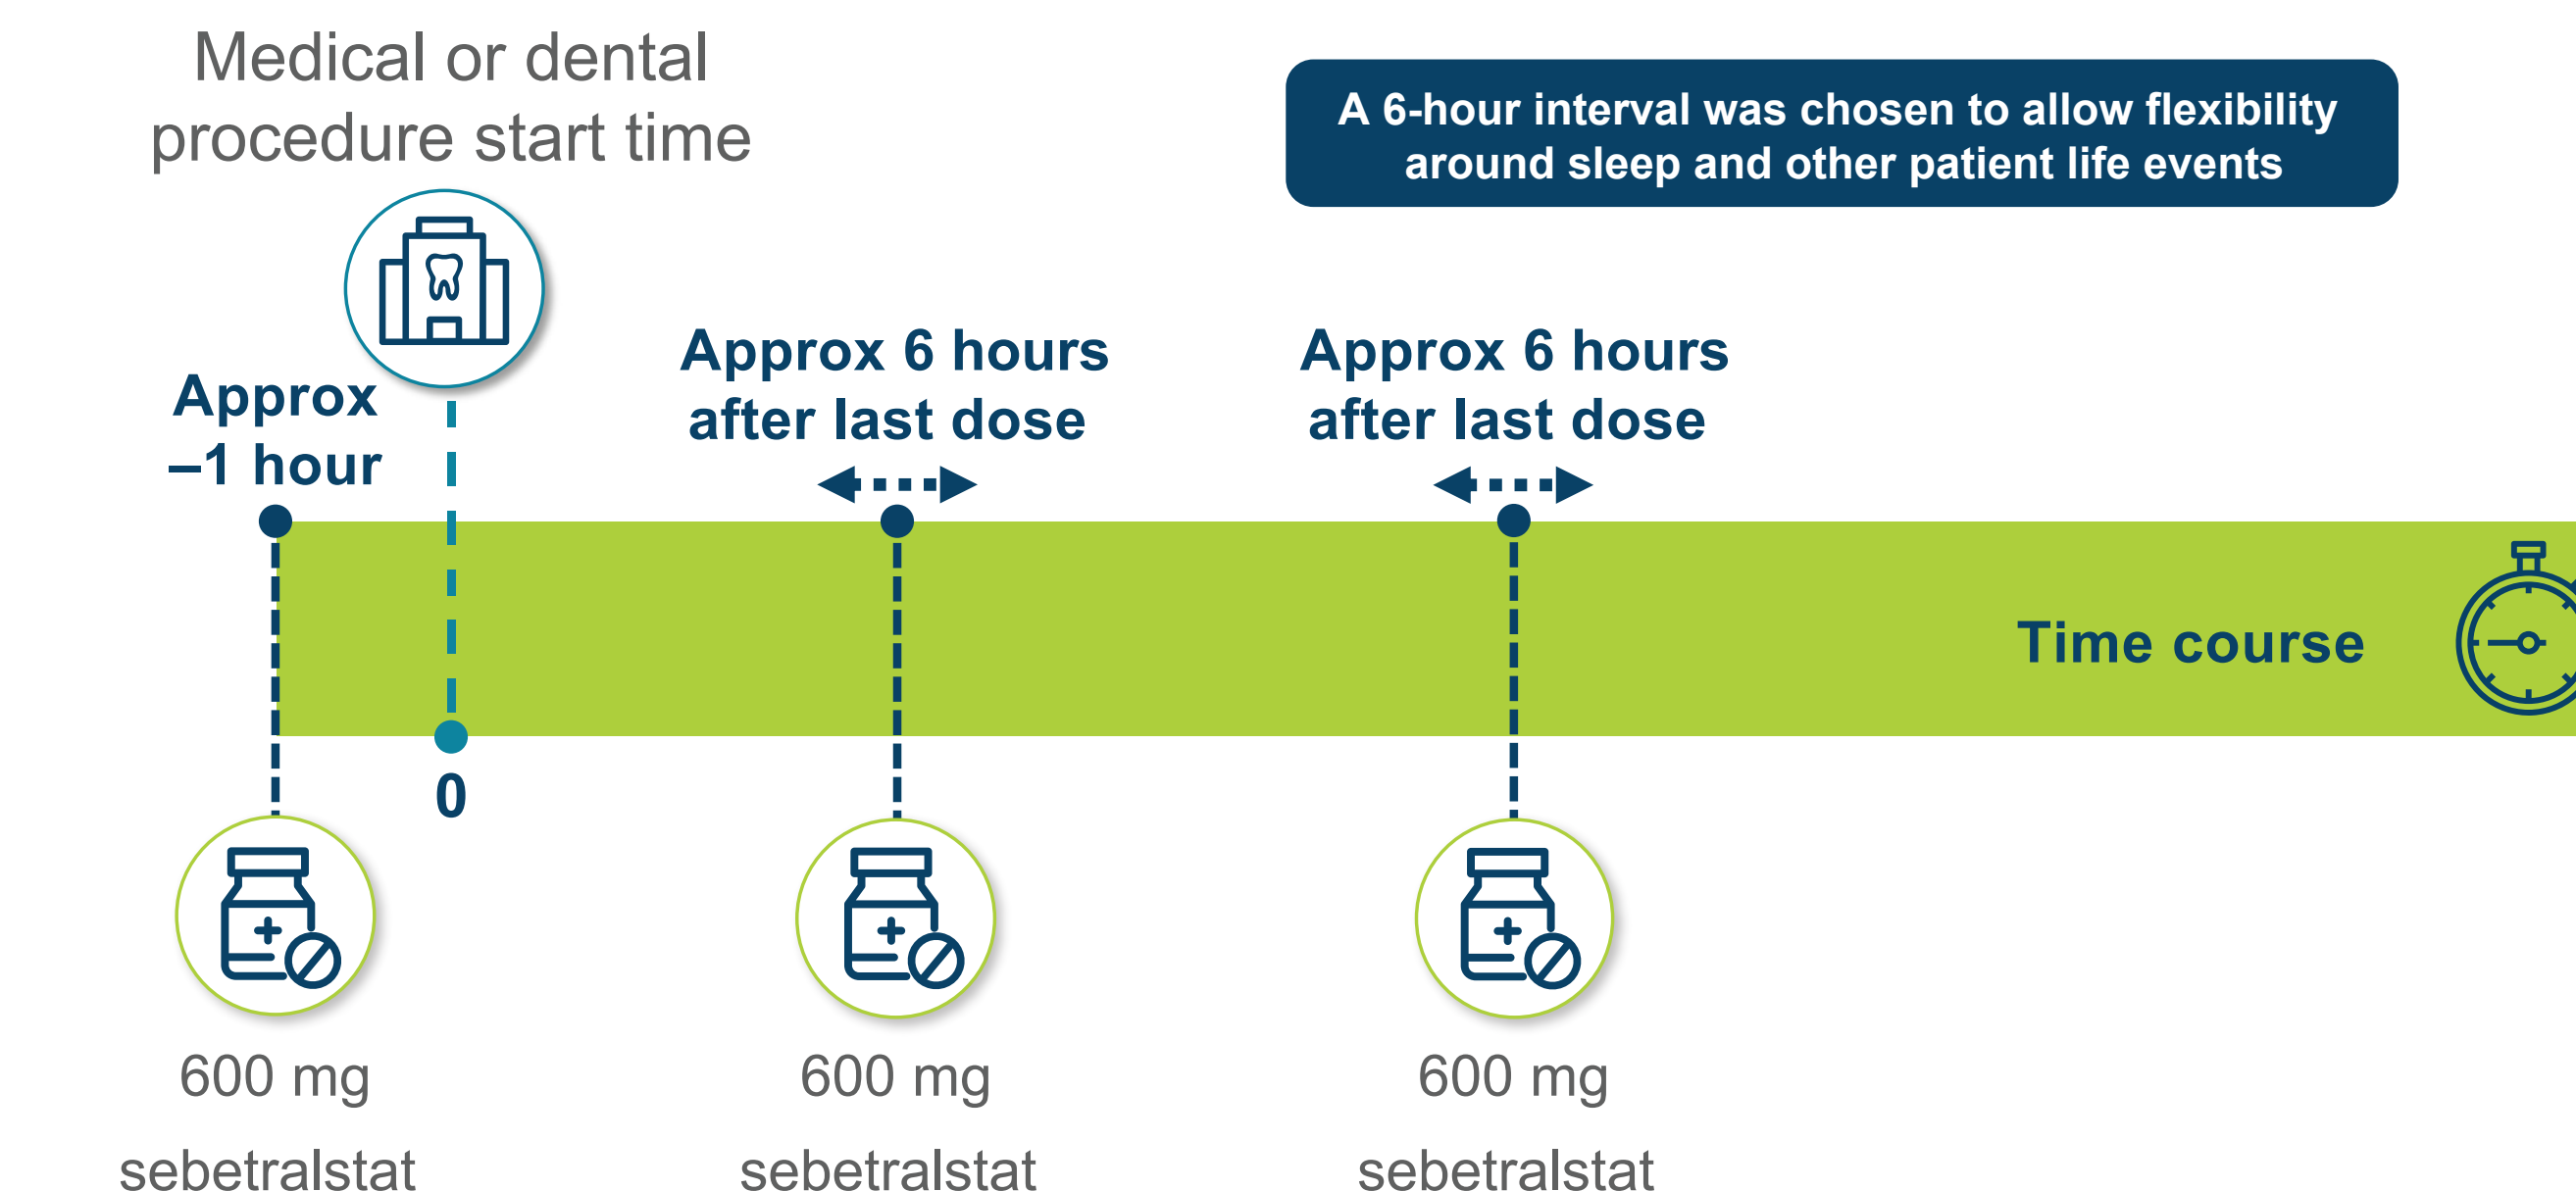 Medical or dental
procedure start time
A 6-hour interval was chosen to allow flexibility
around sleep and other patient life events
Approx
–1 hour
Approx 6 hours
after last dose
Approx 6 hours
after last dose
Time course
0
600 mg
sebetralstat
600 mg
sebetralstat
600 mg
sebetralstat